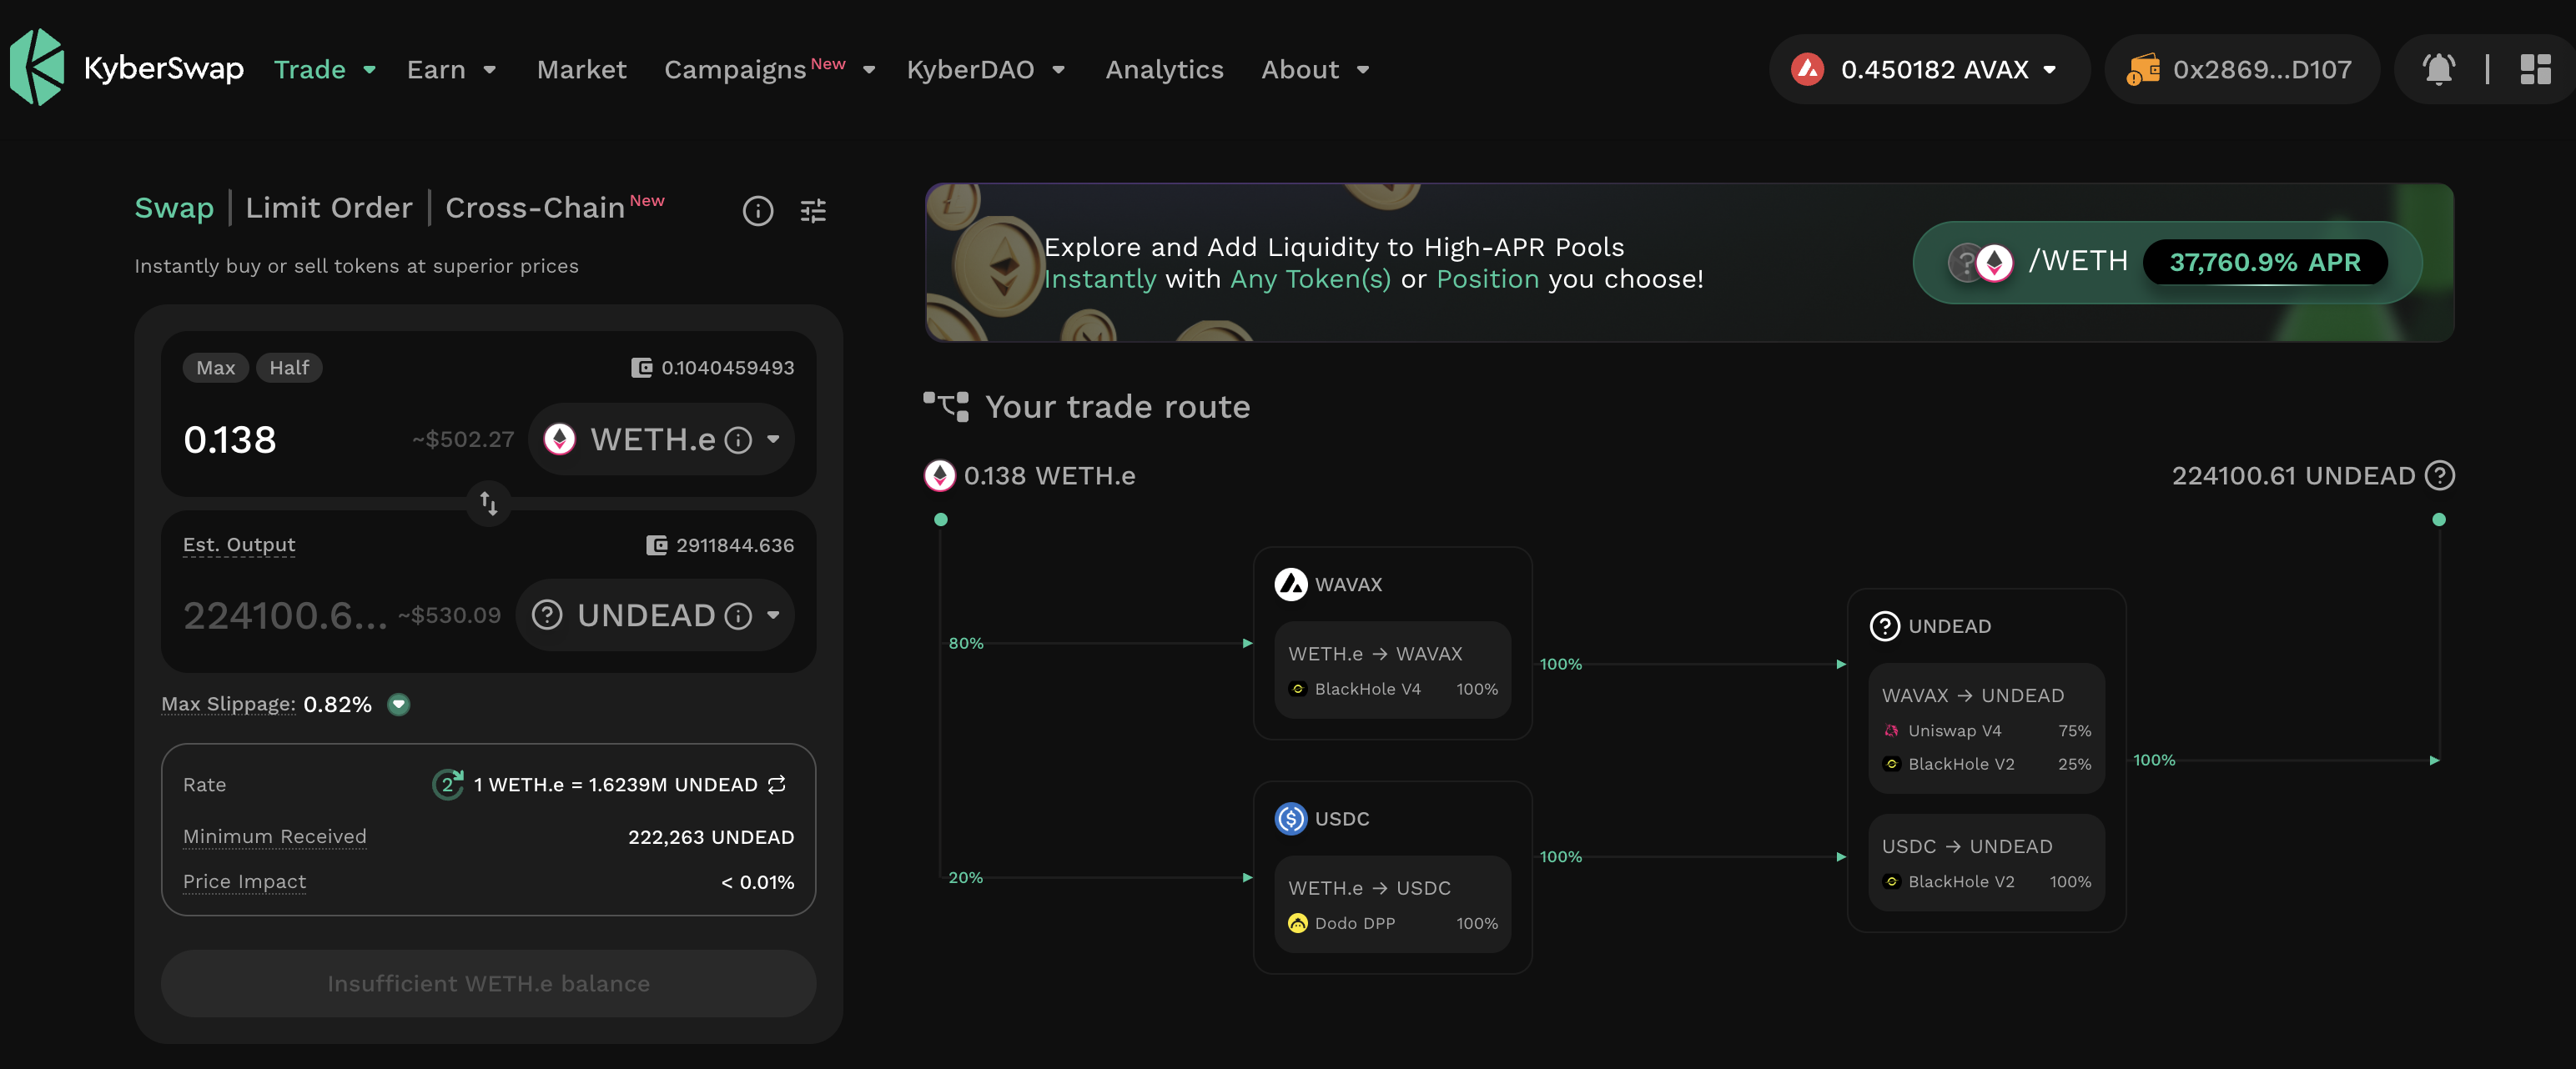 KyberSwap Trade Earn Market Campaigns New KyberDAO Analytics About 0.450182 AVAX 0x2869...D107
Swap | Limit Order | Cross-Chain New
Instantly buy or sell tokens at superior prices
Max Half 0.1040459493
0.138 ~$502.27 WETH.e
Est. Output 2911844.636
224100.6... ~$530.09 UNDEAD
Max Slippage: 0.82%
Rate 2 1 WETH.e = 1.6239M UNDEAD
Minimum Received 222,263 UNDEAD
Price Impact < 0.01%
Insufficient WETH.e balance
Explore and Add Liquidity to High-APR Pools
Instantly with Any Token(s) or Position you choose!
/WETH 37,760.9% APR
Your trade route
0.138 WETH.e 224100.61 UNDEAD
80%
WAVAX
WETH.e → WAVAX
BlackHole V4 100%
100%
20%
USDC
WETH.e → USDC
Dodo DPP 100%
100%
UNDEAD
WAVAX → UNDEAD
Uniswap V4 75%
BlackHole V2 25%
USDC → UNDEAD
BlackHole V2 100%
100%